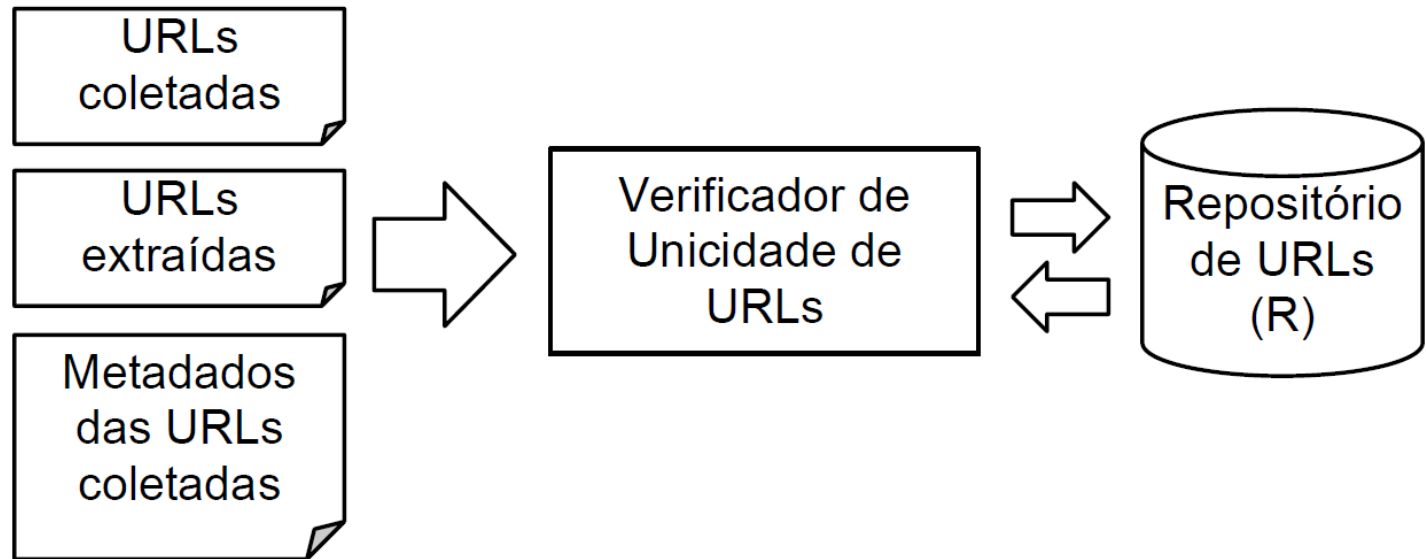 URLs
coletadas
URLs
extraídas
Metadados
das URLs
coletadas
Verificador de
Unicidade de
URLs
Repositório
de URLs
(R)